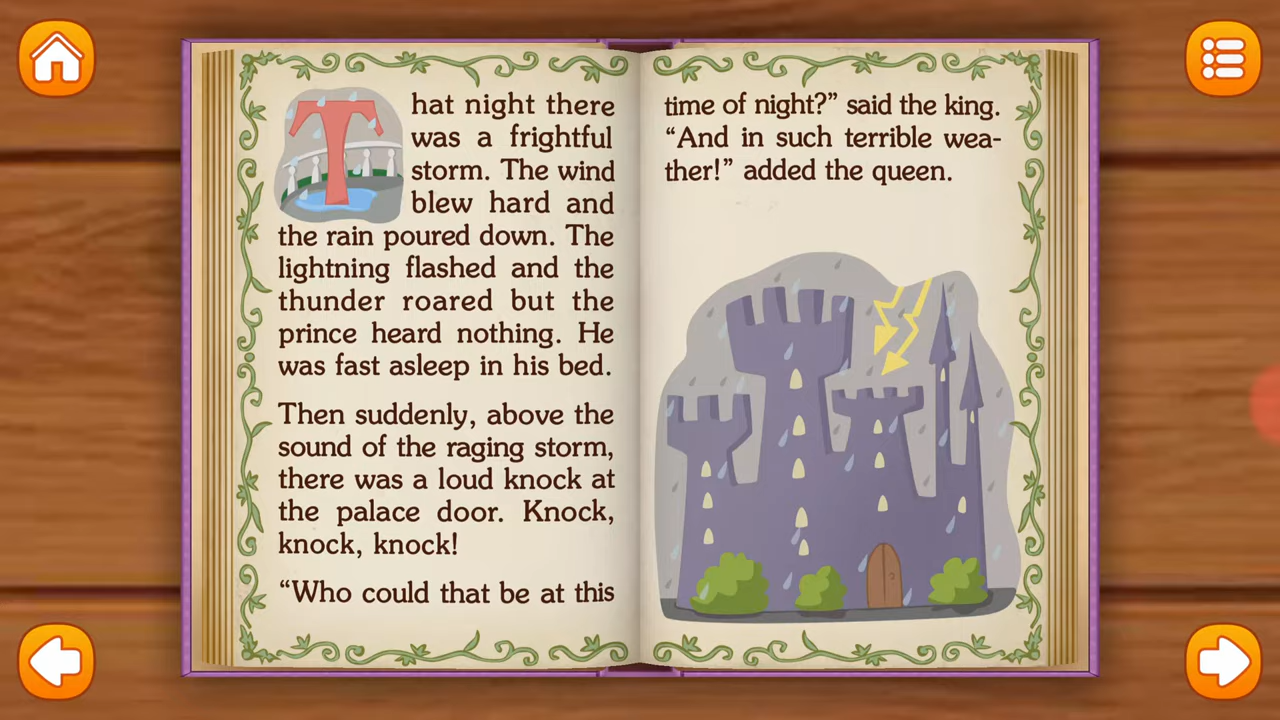 That night there
was a frightful
storm. The wind
blew hard and
the rain poured down. The
lightning flashed and the
thunder roared but the
prince heard nothing. He
was fast asleep in his bed.
Then suddenly, above the
sound of the raging storm,
there was a loud knock at
the palace door. Knock,
knock, knock!
“Who could that be at this
time of night?” said the king.
“And in such terrible wea-
ther!” added the queen.